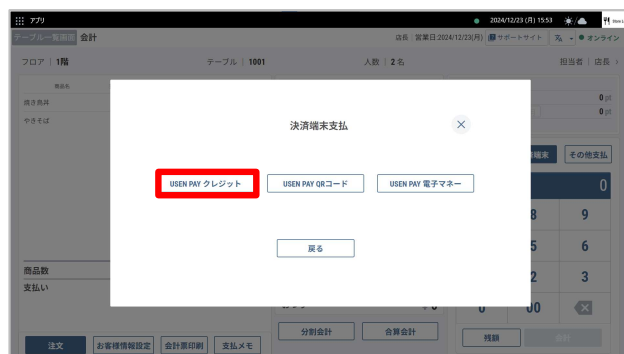 アプリ
2024/12/23 (月) 15:53
テーブル一覧画面 会計
店長 営業日:2024/12/23(月) サポートサイト オンライン
フロア | 1階 テーブル | 1001 人数 | 2 名 担当者 | 店長
商品名
焼き鳥丼
0 pt
やきそば
0 pt
決済端末支払
端末 その他支払
USEN PAY クレジット USEN PAY QRコード USEN PAY 電子マネー
0
8 9
戻る
5 6
商品数
2 3
支払い
0 00
注文 お客様情報設定 会計票印刷 支払メモ 分割会計 合算会計 残額 会計